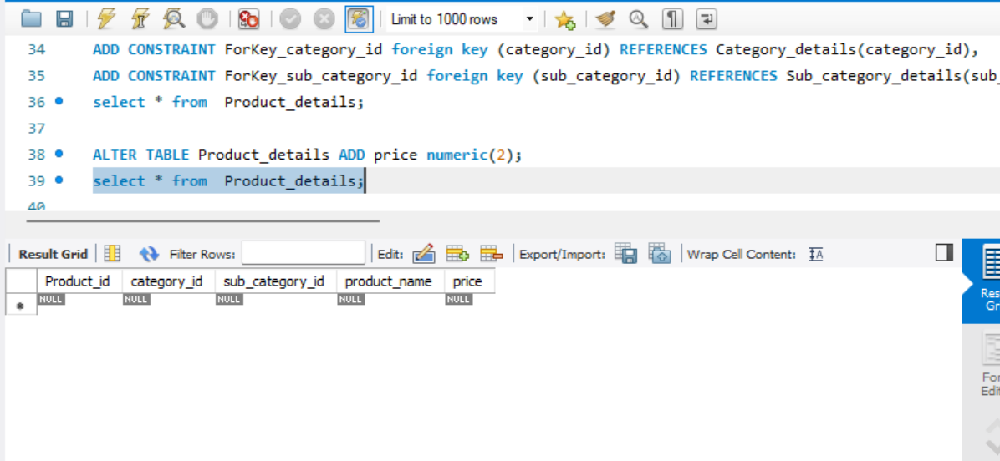 Limit to 1000 rows
34 ADD CONSTRAINT ForKey_category_id foreign key (category_id) REFERENCES Category_details(category_id),
35 ADD CONSTRAINT ForKey_sub_category_id foreign key (sub_category_id) REFERENCES Sub_category_details(sub_
36 select * from  Product_details;
37
38 ALTER TABLE Product_details ADD price numeric(2);
39 select * from  Product_details;
40
Result Grid Filter Rows: Edit: Export/Import: Wrap Cell Content: IA
Product_id category_id sub_category_id product_name price
NULL NULL NULL NULL NULL
Res
Gr
For
Edi